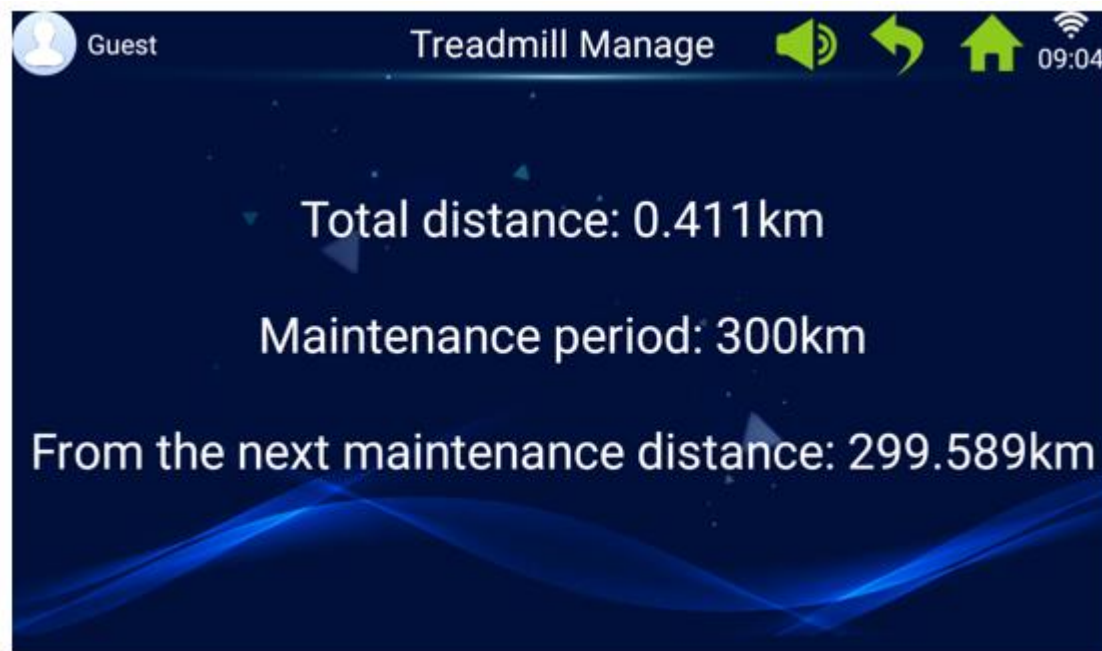 Guest
Treadmill Manage
09:04
Total distance: 0.411km
Maintenance period: 300km
From the next maintenance distance: 299.589km